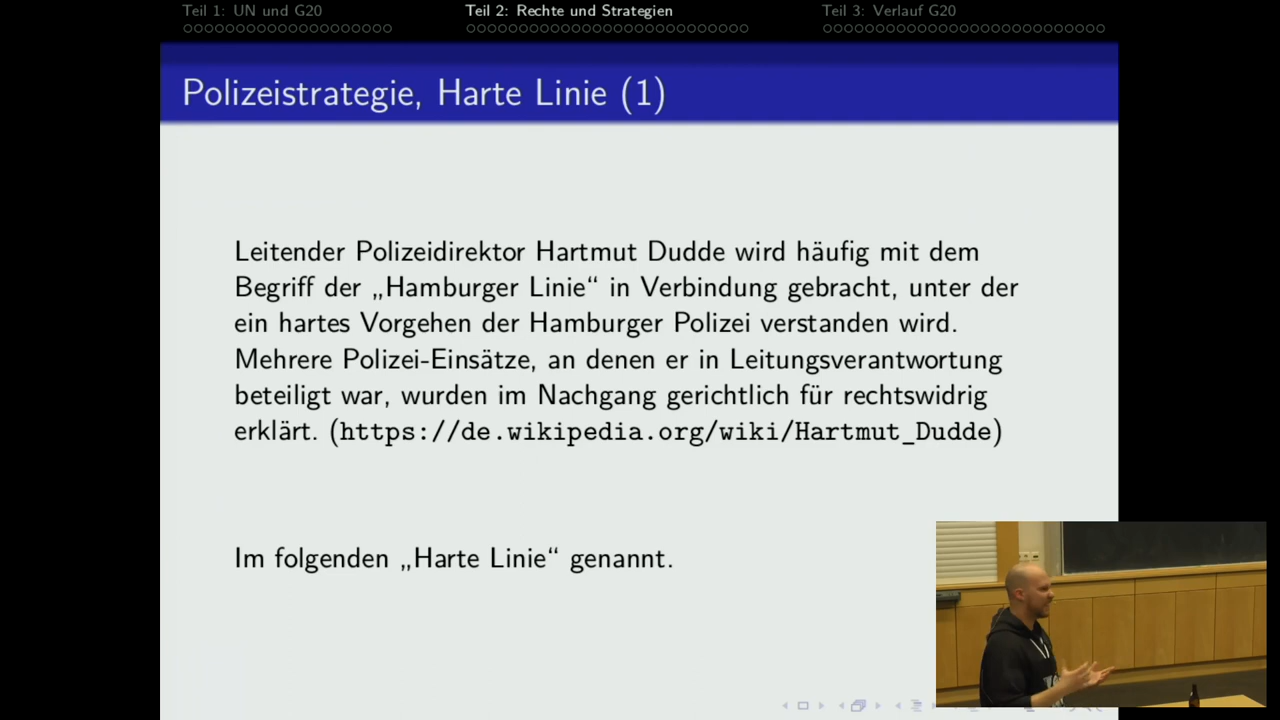 Teil 1: UN und G20
Teil 2: Rechte und Strategien
Teil 3: Verlauf G20
Polizeistrategie, Harte Linie (1)
Leitender Polizeidirektor Hartmut Dudde wird häufig mit dem
Begriff der „Hamburger Linie“ in Verbindung gebracht, unter der
ein hartes Vorgehen der Hamburger Polizei verstanden wird.
Mehrere Polizei-Einsätze, an denen er in Leitungsverantwortung
beteiligt war, wurden im Nachgang gerichtlich für rechtswidrig
erklärt. (https://de.wikipedia.org/wiki/Hartmut_Dudde)
Im folgenden „Harte Linie“ genannt.